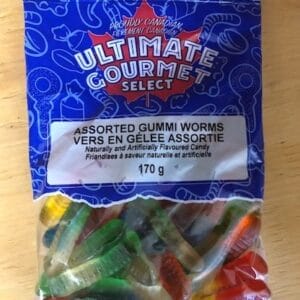 PROUDLY CANADIAN
FIÈREMENT CANADIEN
ULTIMATE
GOURMET
SELECT
ASSORTED GUMMI WORMS
VERS EN GÉLEE ASSORTIE
Naturally and Artificially Flavoured Candy
Friandises à saveur naturelle et artificielle
170 g